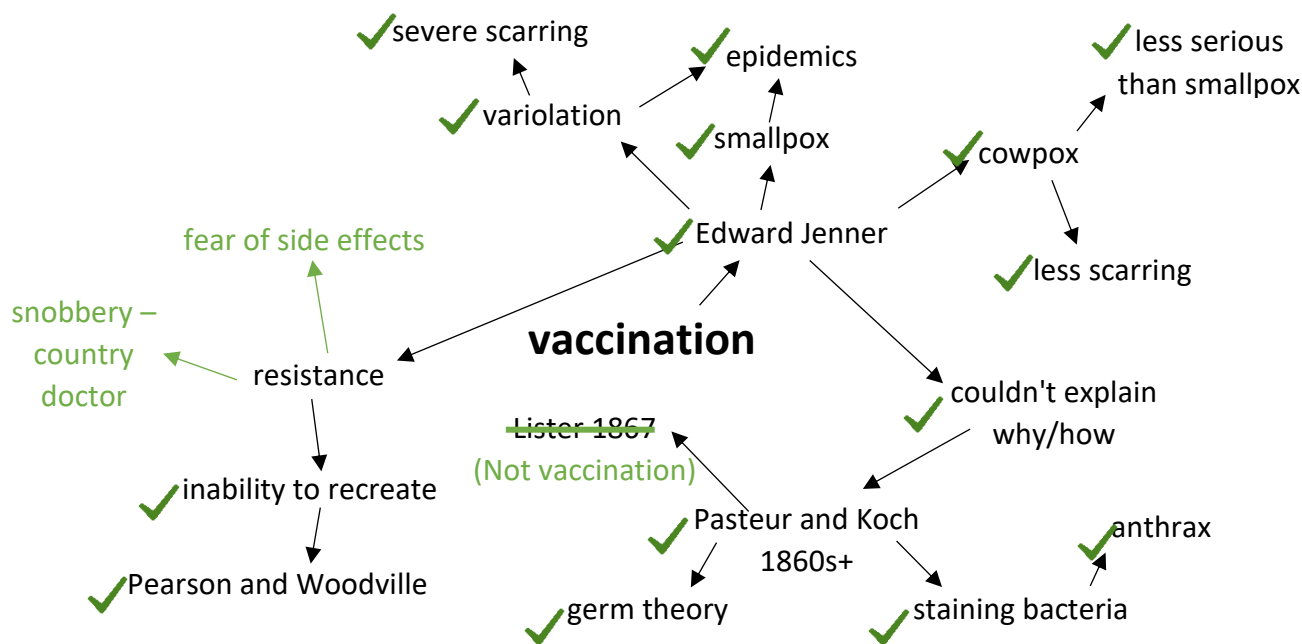 severe scarring
epidemics
less serious
than smallpox
variolation
smallpox
cowpox
Edward Jenner
fear of side effects
less scarring
snobbery –
country
doctor
vaccination
resistance
couldn't explain
why/how
Lister 1867
(Not vaccination)
inability to recreate
Pasteur and Koch
1860s+
anthrax
Pearson and Woodville
germ theory
staining bacteria